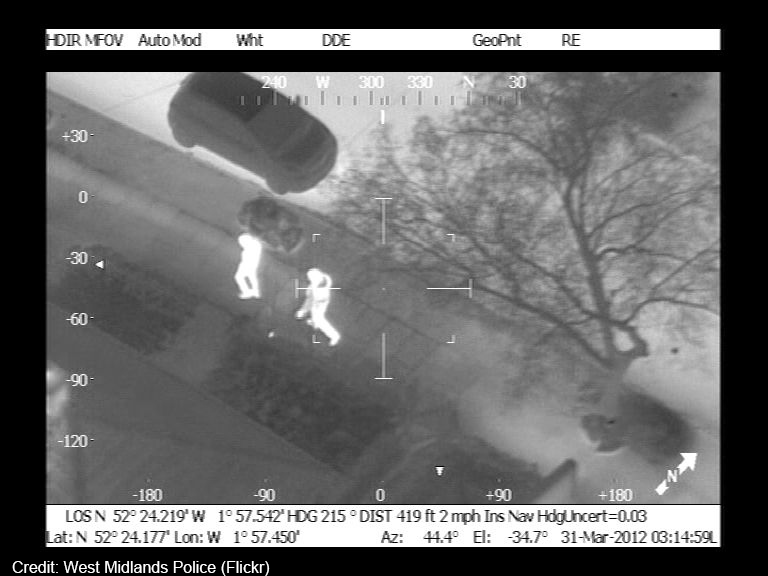 HDIR MFOV Auto Mod Wht DDE GeoPnt RE
240 W 300 330 N 30
+30
0
-30
-60
-90
-120
-180 -90 0 +90 +180
N
LOS N 52° 24.219' W 1° 57.542' HDG 215 ° DIST 419 ft 2 mph Ins Nav HdgUncert=0.03
Lat: N 52° 24.177' Lon: W 1° 57.450' Az: 44.4° El: -34.7° 31-Mar-2012 03:14:59L
Credit: West Midlands Police (Flickr)